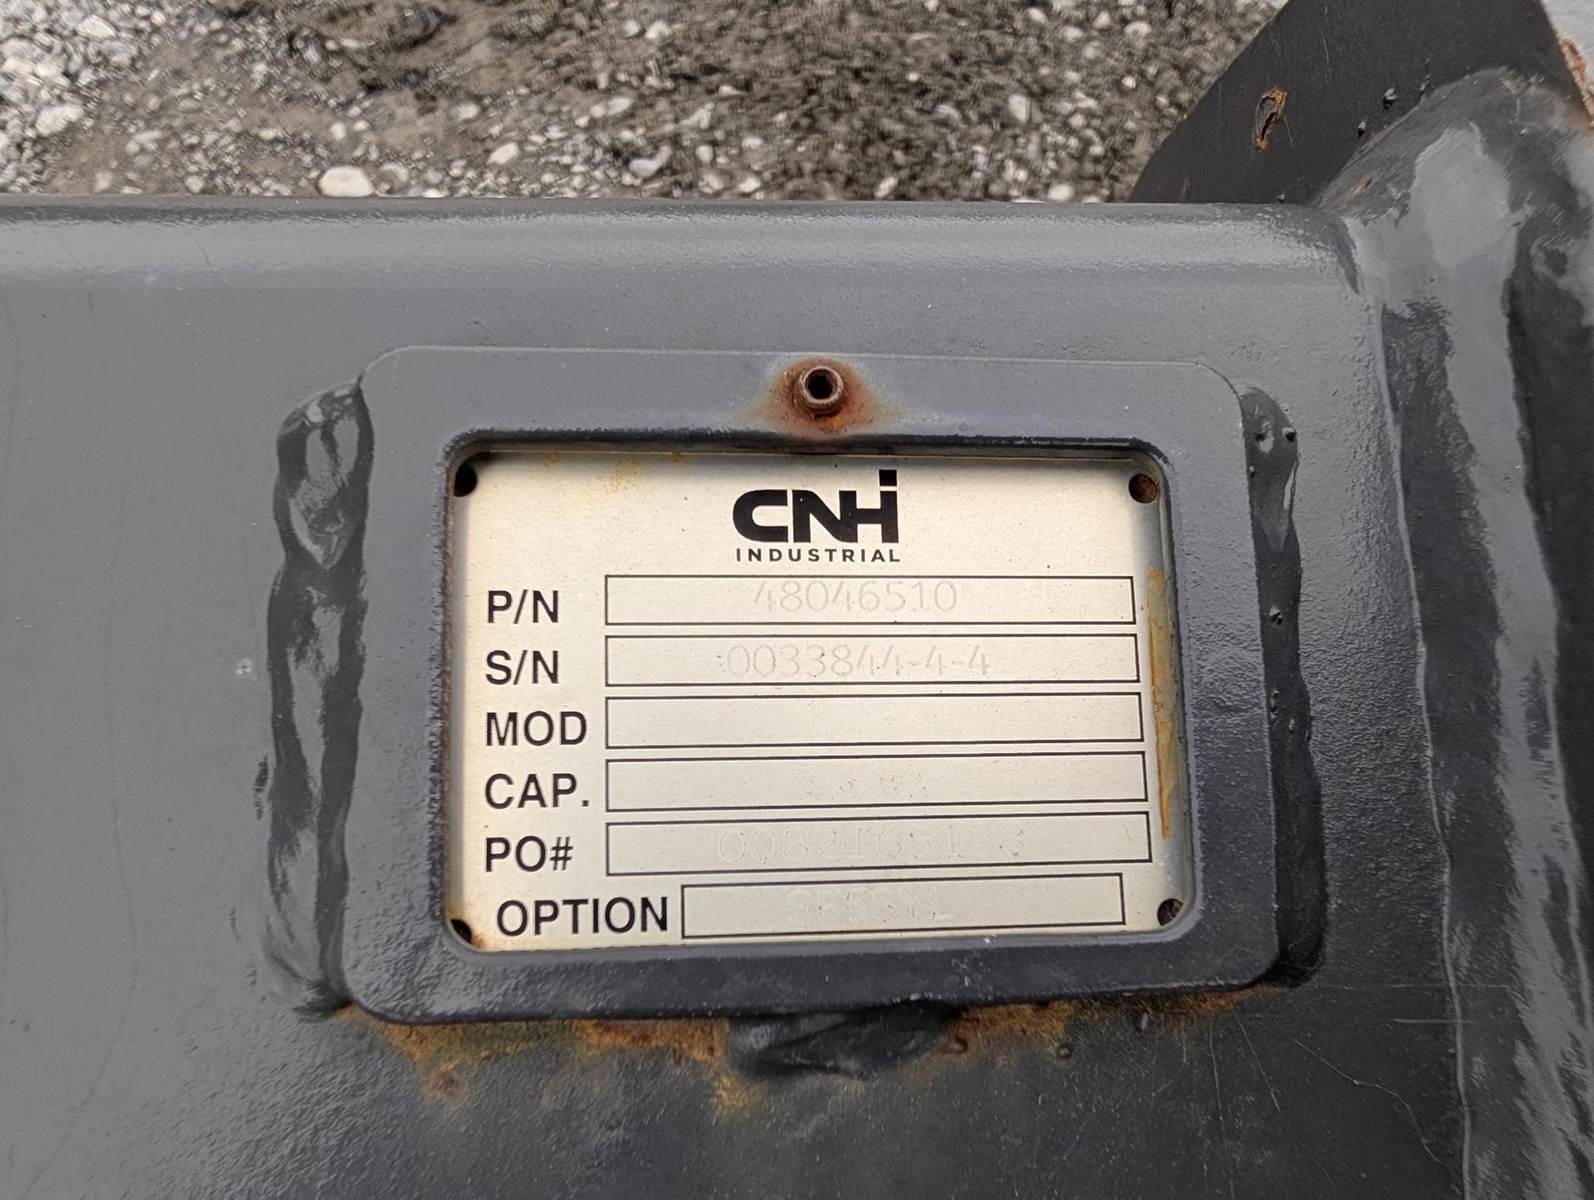 CNH
INDUSTRIAL
P/N 48046510
S/N 0033844-4-4
MOD
CAP.
PO#
OPTION